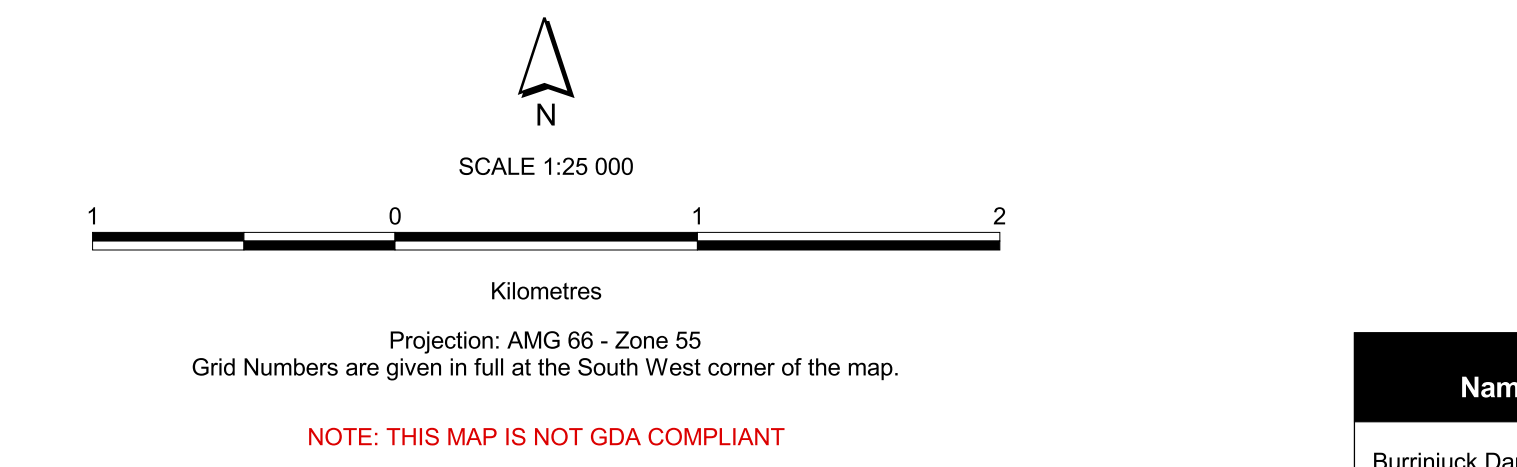 N
SCALE 1:25 000
1 0 1 2
Kilometres
Projection: AMG 66 - Zone 55
Grid Numbers are given in full at the South West corner of the map.
NOTE: THIS MAP IS NOT GDA COMPLIANT
Burrinjuck